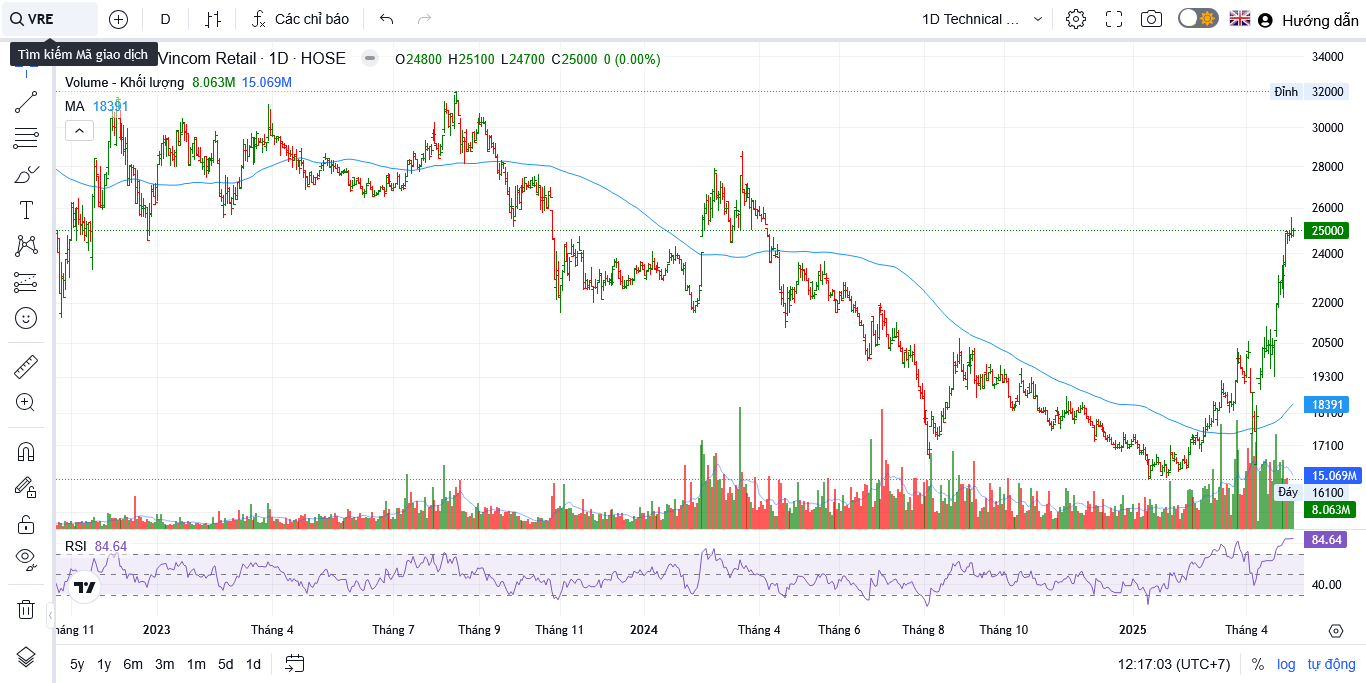 VRE
D
Các chỉ báo
1D Technical ...
Hướng dẫn
Tìm kiếm Mã giao dịch
Vincom Retail · 1D · HOSE
O24800 H25100 L24700 C25000 0 (0.00%)
Volume - Khối lượng 8.063M 15.069M
MA 18391
34000
Đỉnh 32000
30000
28000
26000
25000
24000
22000
20500
19300
18391
18100
17100
15.069M
Đáy 16100
8.063M
RSI 84.64
84.64
40.00
háng 11 2023 Tháng 4 Tháng 7 Tháng 9 Tháng 11 2024 Tháng 4 Tháng 6 Tháng 8 Tháng 10 2025 Tháng 4
5y 1y 6m 3m 1m 5d 1d
12:17:03 (UTC+7) % log tự động